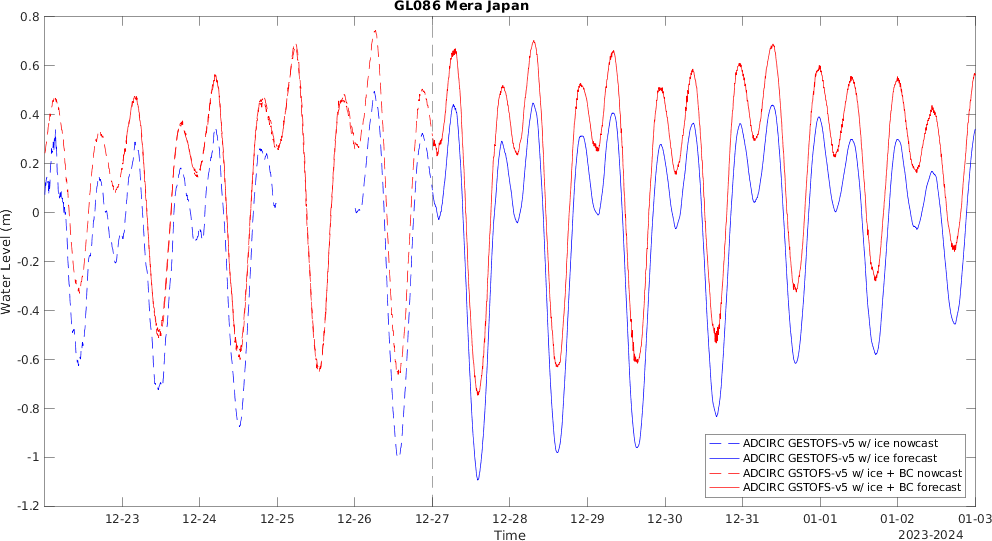 GL086 Mera Japan
0.8
0.6
0.4
0.2
0
-0.2
-0.4
-0.6
-0.8
-1
-1.2
Water Level (m)
12-23 12-24 12-25 12-26 12-27 12-28 12-29 12-30 12-31 01-01 01-02 01-03
Time
2023-2024
ADCIRC GESTOFS-v5 w/ ice nowcast
ADCIRC GESTOFS-v5 w/ ice forecast
ADCIRC GSTOFS-v5 w/ ice + BC nowcast
ADCIRC GSTOFS-v5 w/ ice + BC forecast